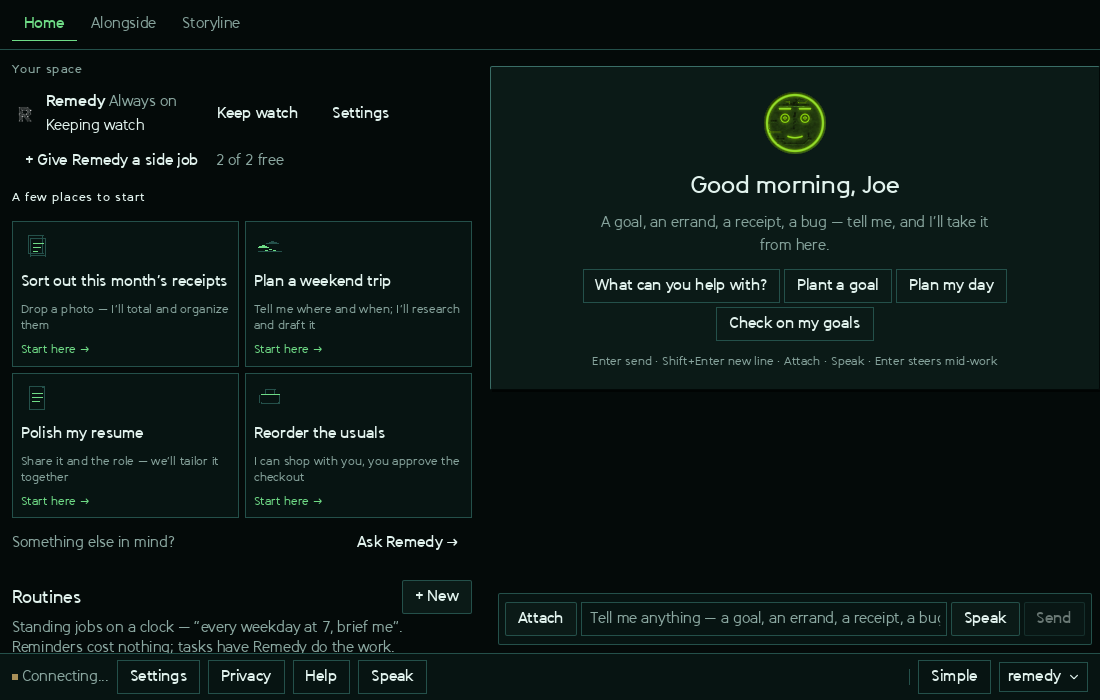 Home Alongside Storyline
Your space
Remedy Always on
Keeping watch
Keep watch
Settings
+ Give Remedy a side job
2 of 2 free
A few places to start
Sort out this month's receipts
Drop a photo — I'll total and organize
them
Start here →
Plan a weekend trip
Tell me where and when; I'll research
and draft it
Start here →
Polish my resume
Share it and the role — we'll tailor it
together
Start here →
Reorder the usuals
I can shop with you, you approve the
checkout
Start here →
Something else in mind?
Ask Remedy →
Routines
+ New
Standing jobs on a clock — “every weekday at 7, brief me”.
Reminders cost nothing; tasks have Remedy do the work.
Good morning, Joe
A goal, an errand, a receipt, a bug — tell me, and I'll take it
from here.
What can you help with?
Plant a goal
Plan my day
Check on my goals
Enter send · Shift+Enter new line · Attach · Speak · Enter steers mid-work
Attach
Tell me anything — a goal, an errand, a receipt, a bug
Speak
Send
Connecting...
Settings
Privacy
Help
Speak
Simple
remedy